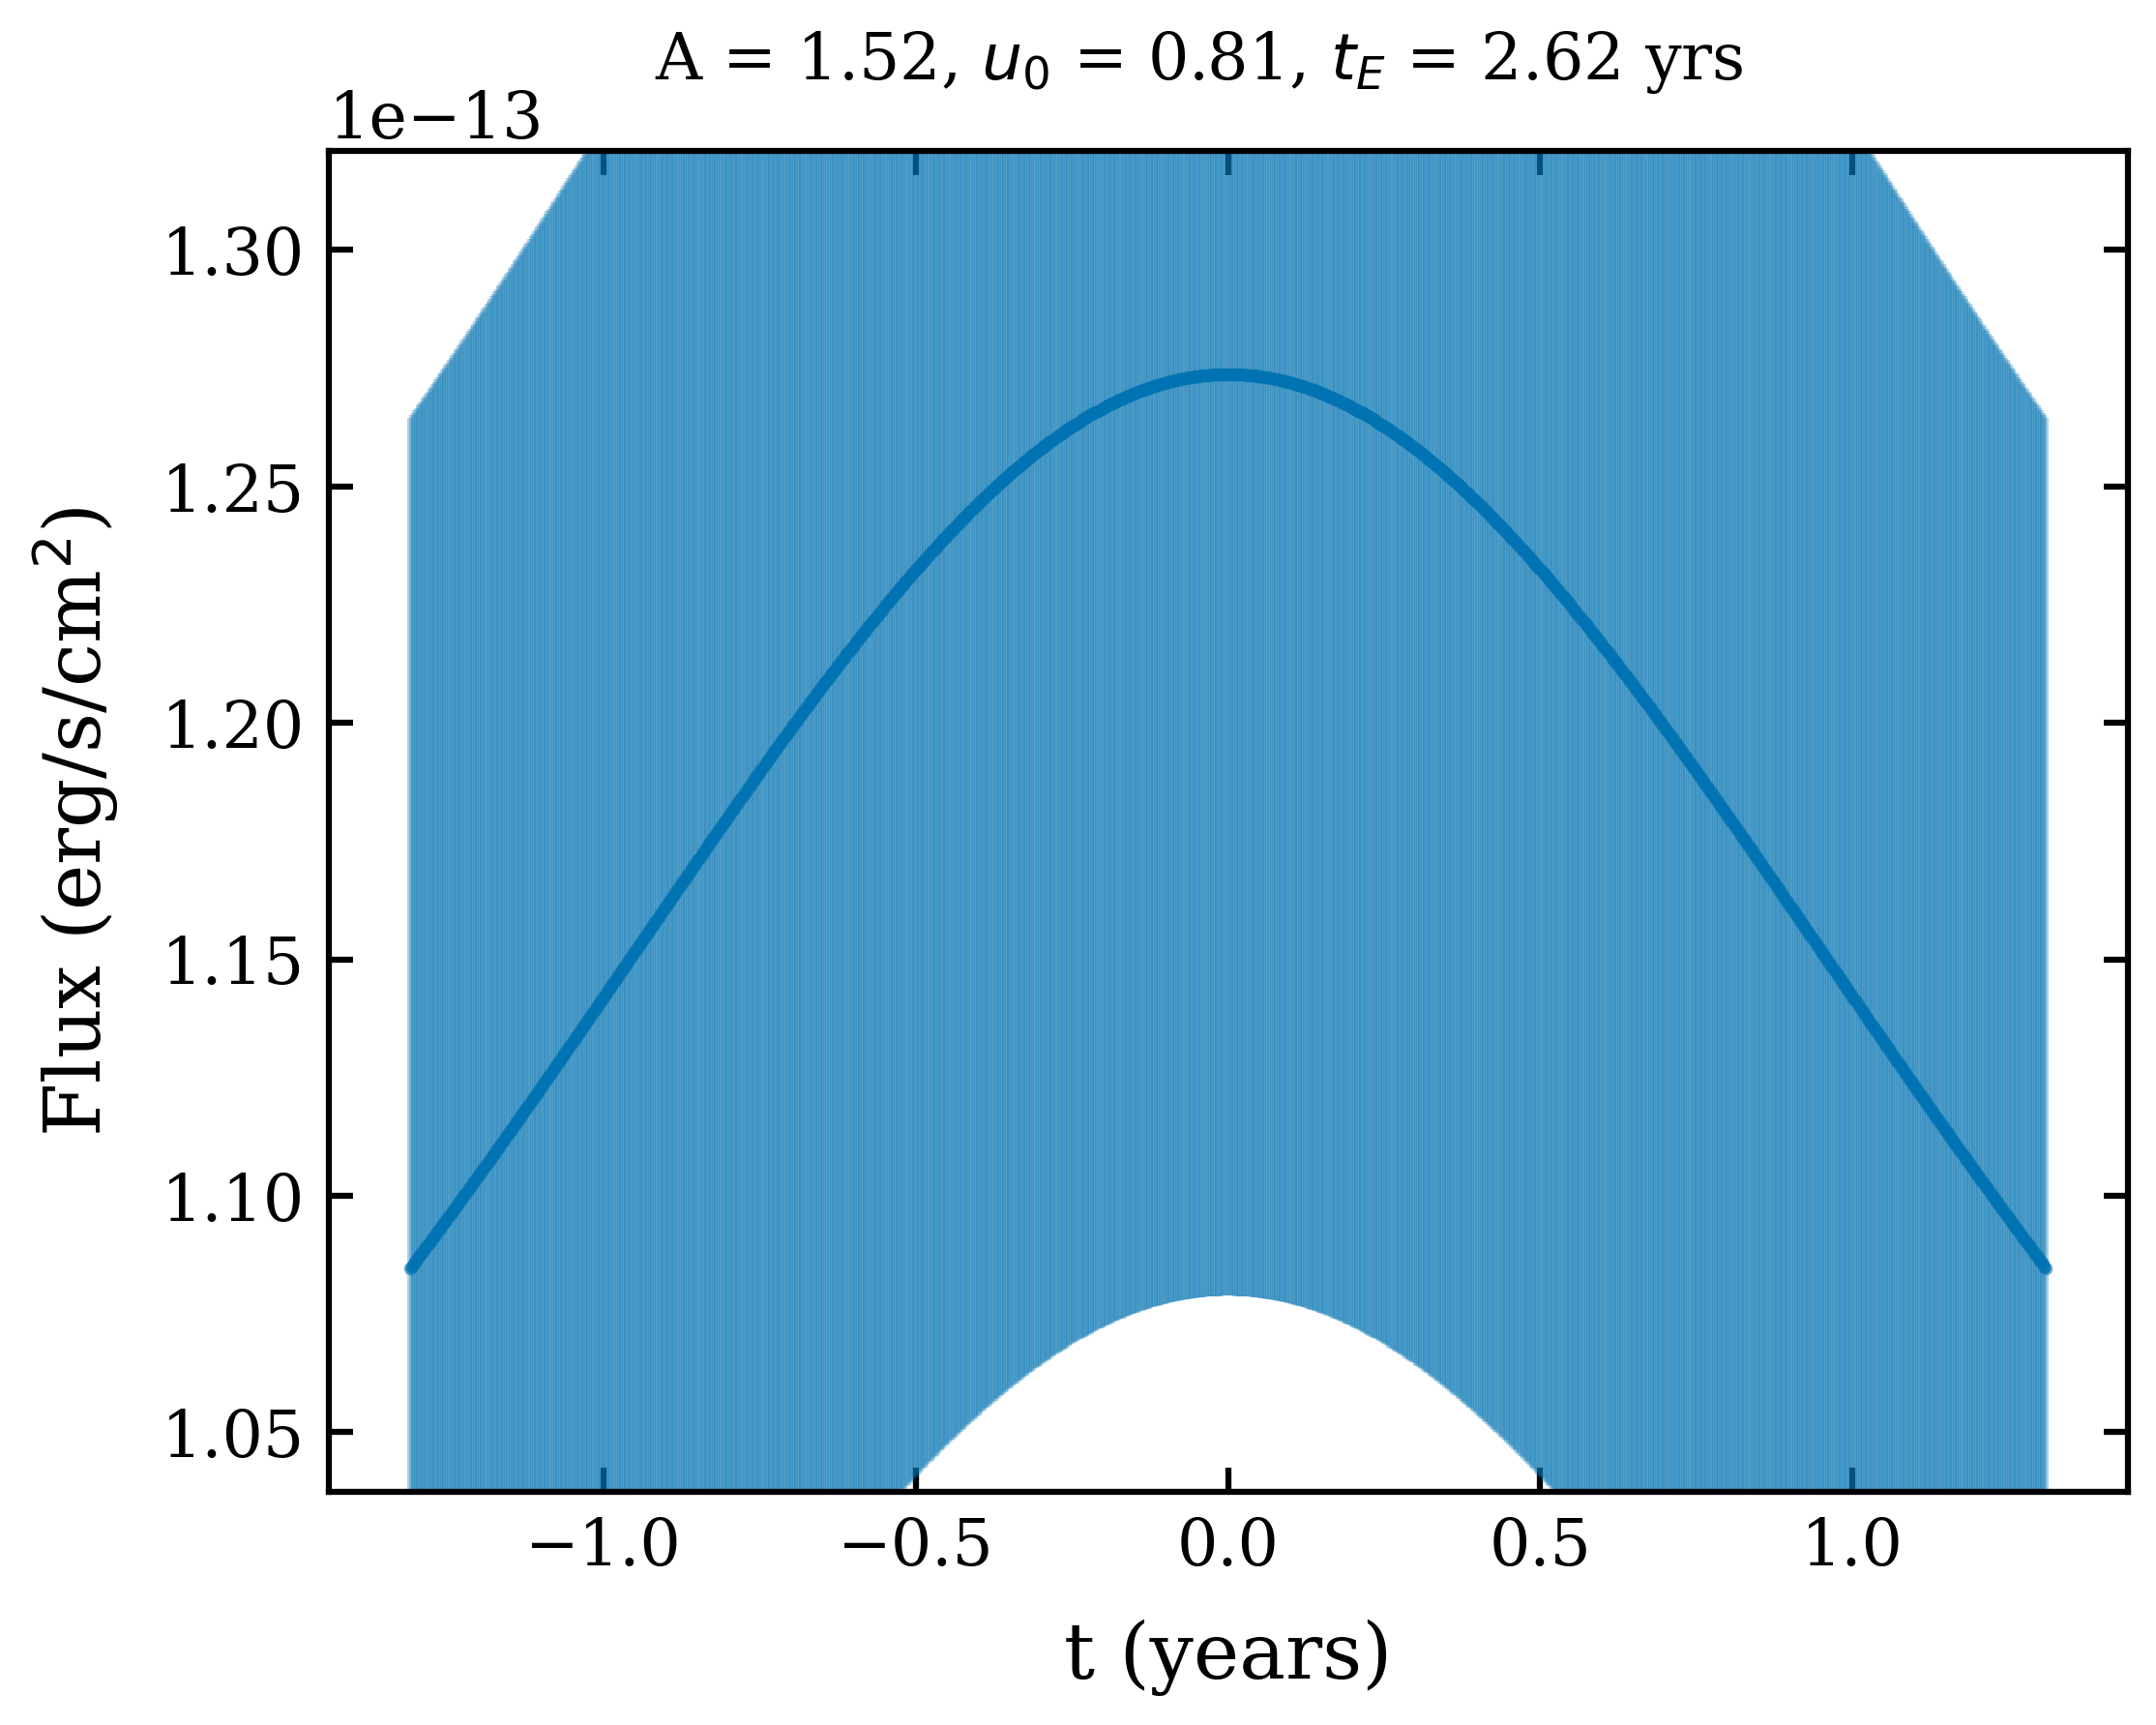 A = 1.52, u₀ = 0.81, t_E = 2.62 yrs
1e−13
1.30
1.25
1.20
1.15
1.10
1.05
Flux (erg/s/cm²)
−1.0 −0.5 0.0 0.5 1.0
t (years)